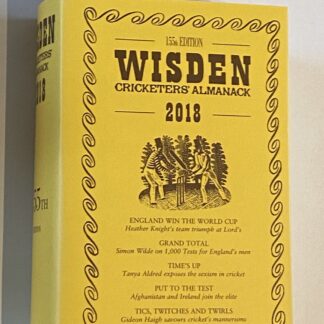 WISDEN
CRICKETERS'
ALMANACK
2018
155TH EDITION
WISDEN
CRICKETERS' ALMANACK
2018
ENGLAND WIN THE WORLD CUP
Heather Knight's team triumph at Lord's
GRAND TOTAL
Simon Wilde on 1,000 Tests for England's men
TIME'S UP
Tanya Aldred exposes the sexism in cricket
PUT TO THE TEST
Afghanistan and Ireland join the elite
TICS, TWITCHES AND TWIRLS
Gideon Haigh savours cricket's mannerisms